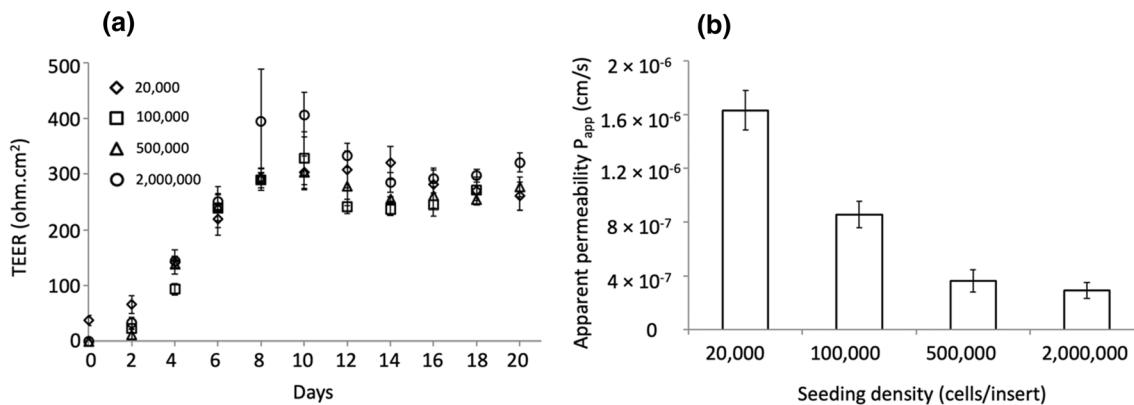 (a)
TEER (ohm.cm²)
500
400
300
200
100
0
20,000
100,000
500,000
2,000,000
0 2 4 6 8 10 12 14 16 18 20
Days
(b)
Apparent permeability Papp (cm/s)
2 × 10⁻⁶
1.6 × 10⁻⁶
1.2 × 10⁻⁶
8 × 10⁻⁷
4 × 10⁻⁷
0
20,000 100,000 500,000 2,000,000
Seeding density (cells/insert)